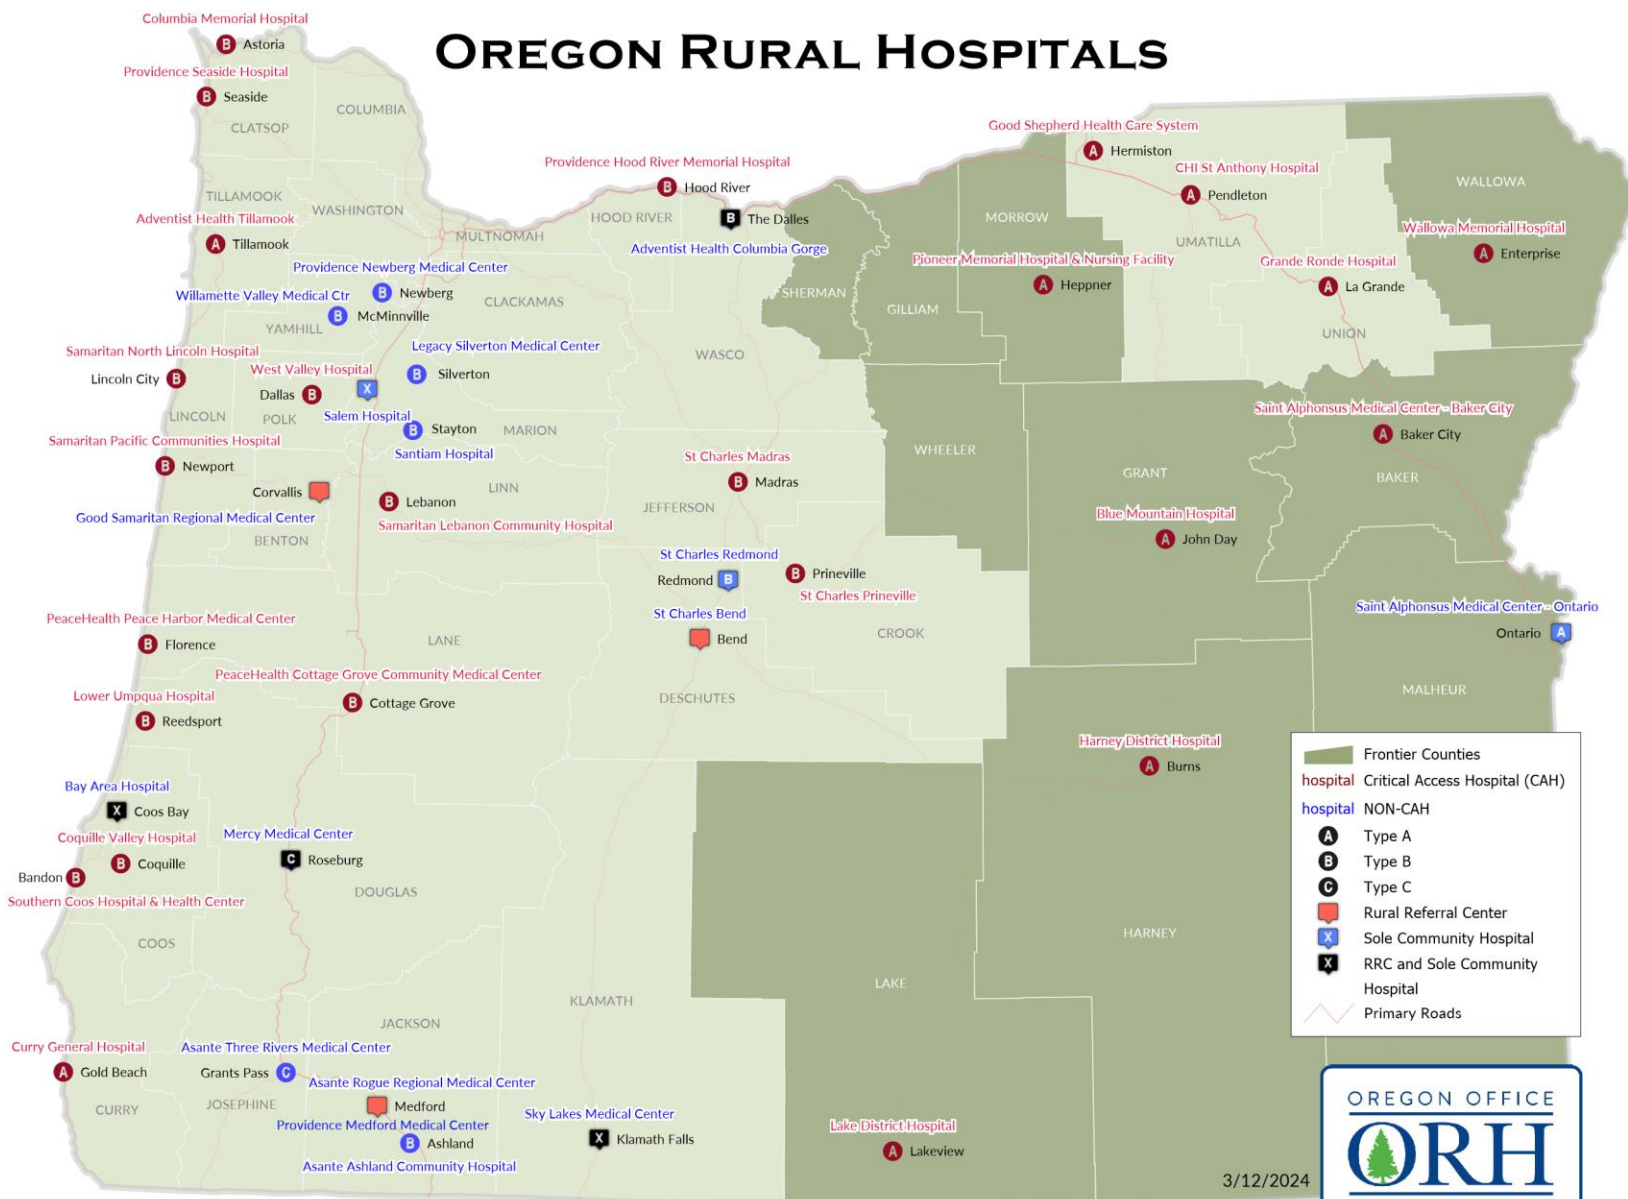 OREGON RURAL HOSPITALS
Columbia Memorial Hospital
B Astoria
Providence Seaside Hospital
B Seaside
CLATSOP
COLUMBIA
TILLAMOOK
WASHINGTON
Adventist Health Tillamook
A Tillamook
MULTNOMAH
Providence Hood River Memorial Hospital
B Hood River
HOOD RIVER
B The Dalles
Adventist Health Columbia Gorge
Good Shepherd Health Care System
A Hermiston
CHI St Anthony Hospital
A Pendleton
WALLOWA
MORROW
UMATILLA
Wallowa Memorial Hospital
A Enterprise
Pioneer Memorial Hospital & Nursing Facility
A Heppner
Grande Ronde Hospital
A La Grande
SHERMAN
GILLIAM
UNION
Providence Newberg Medical Center
B Newberg
Willamette Valley Medical Ctr
B McMinnville
CLACKAMAS
YAMHILL
WASCO
Legacy Silverton Medical Center
B Silverton
Samaritan North Lincoln Hospital
Lincoln City B
West Valley Hospital
Dallas B
X
Salem Hospital
LINCOLN
POLK
B Stayton
MARION
Santiam Hospital
Samaritan Pacific Communities Hospital
B Newport
Corvallis
Good Samaritan Regional Medical Center
BENTON
B Lebanon
LINN
Samaritan Lebanon Community Hospital
St Charles Madras
B Madras
JEFFERSON
WHEELER
GRANT
Saint Alphonsus Medical Center - Baker City
A Baker City
BAKER
Blue Mountain Hospital
A John Day
St Charles Redmond
Redmond B
B Prineville
St Charles Prineville
St Charles Bend
Bend
CROOK
Saint Alphonsus Medical Center - Ontario
Ontario A
MALHEUR
PeaceHealth Peace Harbor Medical Center
B Florence
LANE
PeaceHealth Cottage Grove Community Medical Center
B Cottage Grove
DESCHUTES
Lower Umpqua Hospital
B Reedsport
Harney District Hospital
A Burns
Bay Area Hospital
X Coos Bay
Coquille Valley Hospital
B Coquille
Bandon B
Southern Coos Hospital & Health Center
Mercy Medical Center
C Roseburg
DOUGLAS
COOS
HARNEY
LAKE
KLAMATH
JACKSON
Curry General Hospital
A Gold Beach
CURRY
Asante Three Rivers Medical Center
Grants Pass C
JOSEPHINE
Asante Rogue Regional Medical Center
Medford
Providence Medford Medical Center
B Ashland
Asante Ashland Community Hospital
Sky Lakes Medical Center
X Klamath Falls
Lake District Hospital
A Lakeview
Frontier Counties
hospital Critical Access Hospital (CAH)
hospital NON-CAH
A Type A
B Type B
C Type C
Rural Referral Center
X Sole Community Hospital
X RRC and Sole Community
Hospital
Primary Roads
3/12/2024
OREGON OFFICE
ORH